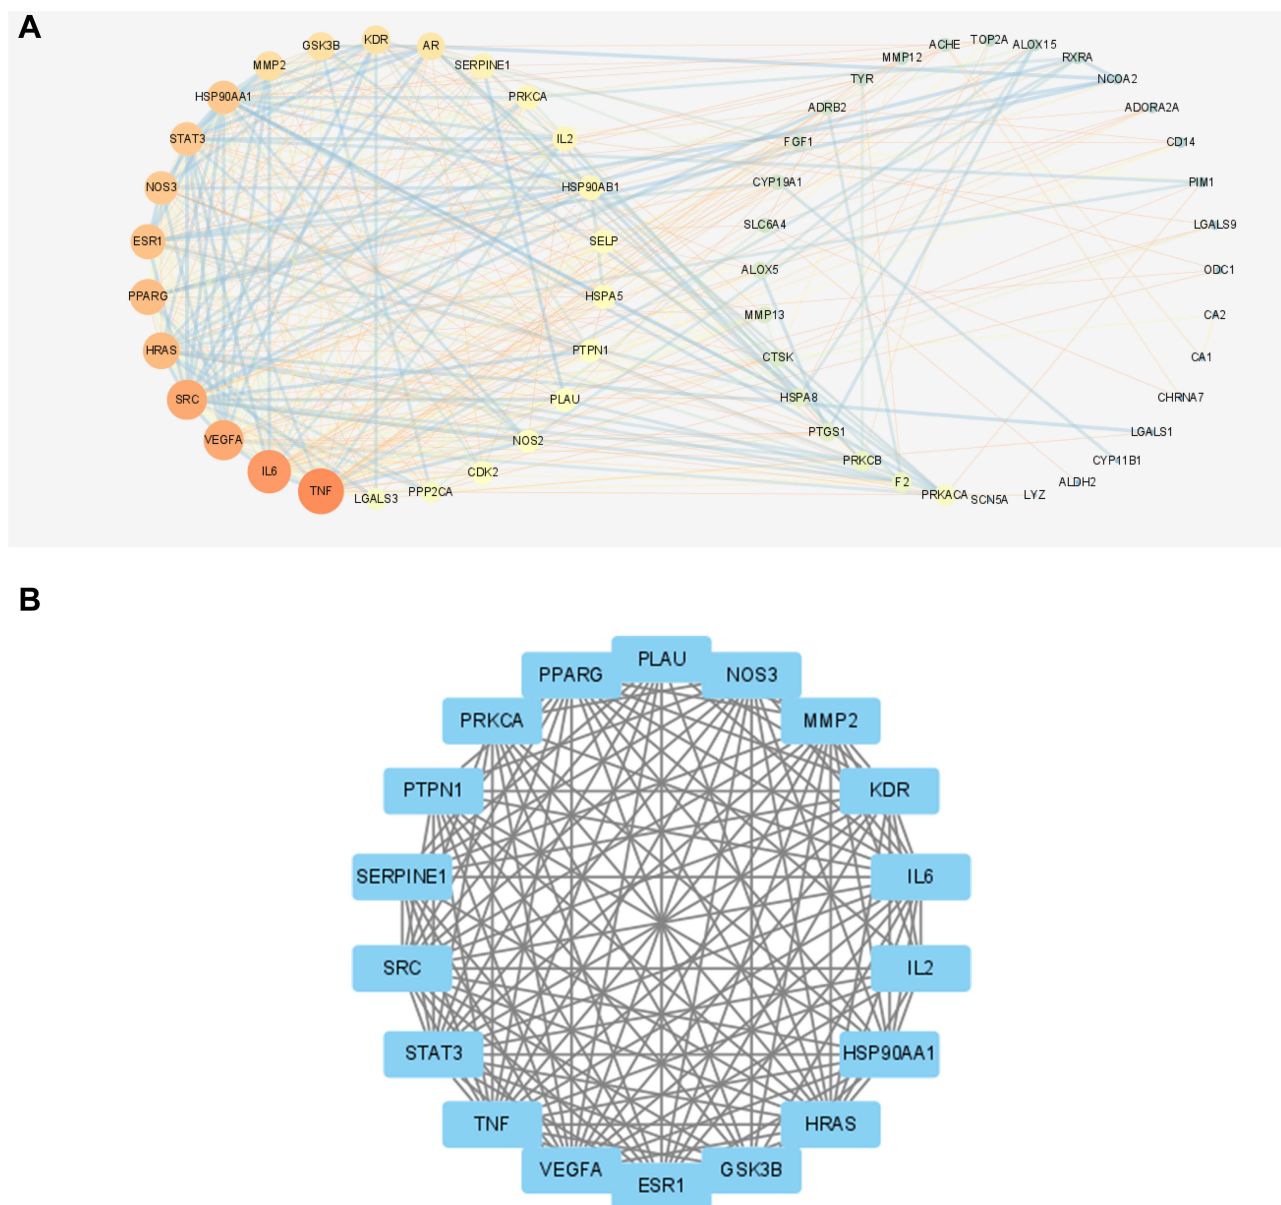 A
GSK3B
KDR
AR
SERPINE1
MMP2
HSP90AA1
PRKCA
STAT3
IL2
NOS3
HSP90AB1
ESR1
SELP
PPARG
HSPA5
HRAS
PTPN1
SRC
PLAU
VEGFA
NOS2
IL6
CDK2
TNF
LGALS3
PPP2CA
MMP12
ACHE
TOP2A
ALOX15
RXRA
TYR
NCOA2
ADRB2
ADORA2A
FGF1
CD14
CYP19A1
PIM1
SLC6A4
LGALS9
ALOX5
ODC1
MMP13
CA2
CTSK
CA1
HSPA8
CHRNA7
PTGS1
LGALS1
PRKCB
CYP11B1
F2
ALDH2
PRKACA
SCN5A
LYZ
B
PLAU
PPARG
NOS3
PRKCA
MMP2
PTPN1
KDR
SERPINE1
IL6
SRC
IL2
STAT3
HSP90AA1
TNF
HRAS
VEGFA
GSK3B
ESR1